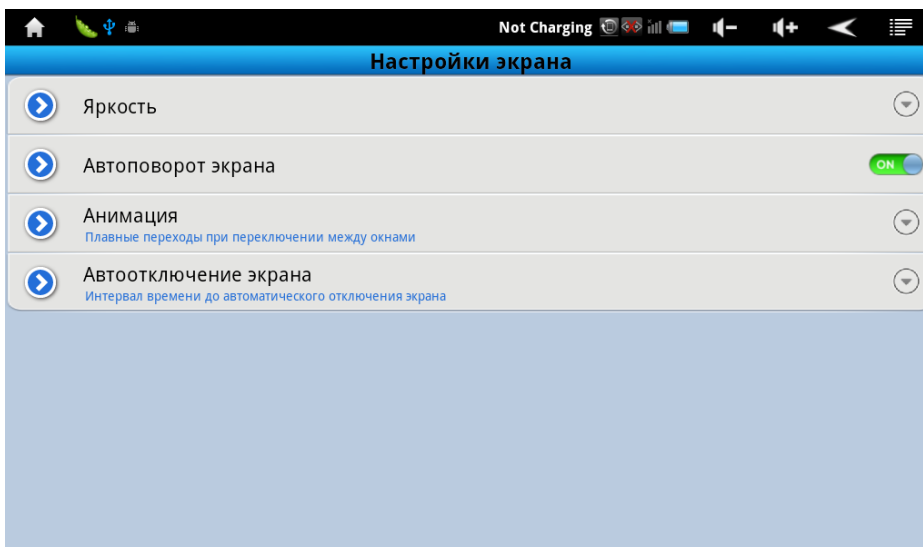 Not Charging
Настройки экрана
Яркость
Автоповорот экрана
ON
Анимация
Плавные переходы при переключении между окнами
Автоотключение экрана
Интервал времени до автоматического отключения экрана